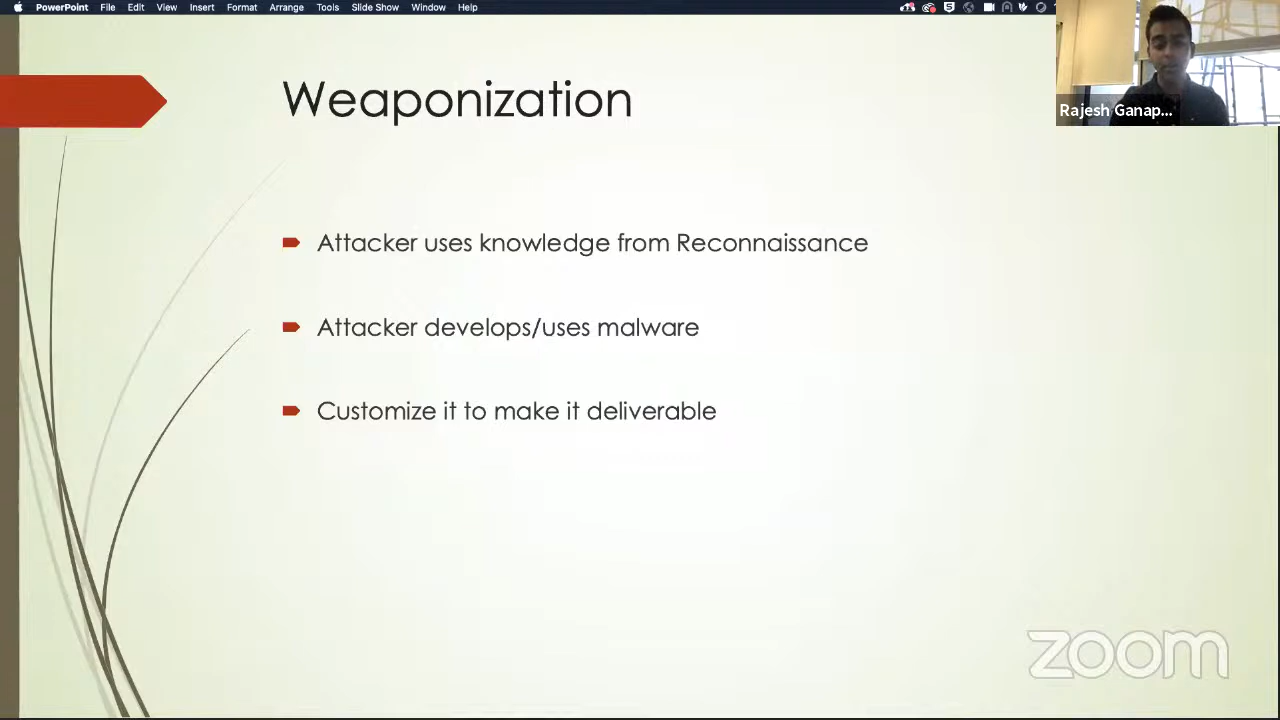 PowerPoint File Edit View Insert Format Arrange Tools Slide Show Window Help
Rajesh Ganap...
Weaponization
Attacker uses knowledge from Reconnaissance
Attacker develops/uses malware
Customize it to make it deliverable
zoom